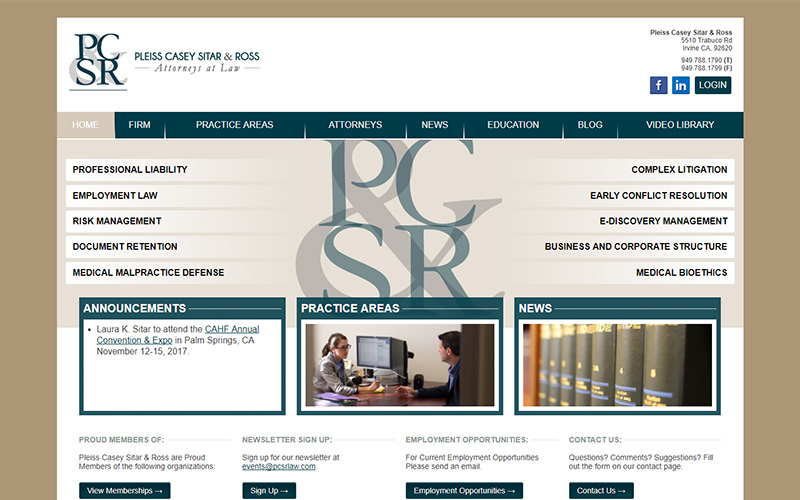 PC
&
SR
PLEISS CASEY SITAR & ROSS
Attorneys at Law
Pleiss Casey Sitar & Ross
5510 Trabuco Rd
Irvine CA, 92620
949.788.1790 (T)
949.788.1799 (F)
f in LOGIN
HOME FIRM PRACTICE AREAS ATTORNEYS NEWS EDUCATION BLOG VIDEO LIBRARY
PROFESSIONAL LIABILITY
EMPLOYMENT LAW
RISK MANAGEMENT
DOCUMENT RETENTION
MEDICAL MALPRACTICE DEFENSE
PC
&
SR
COMPLEX LITIGATION
EARLY CONFLICT RESOLUTION
E-DISCOVERY MANAGEMENT
BUSINESS AND CORPORATE STRUCTURE
MEDICAL BIOETHICS
ANNOUNCEMENTS
• Laura K. Sitar to attend the CAHF Annual
Convention & Expo in Palm Springs, CA
November 12-15, 2017.
PRACTICE AREAS
NEWS
5
PROUD MEMBERS OF:
Pleiss Casey Sitar & Ross are Proud
Members of the following organizations:
View Memberships →
NEWSLETTER SIGN UP:
Sign up for our newsletter at
events@pcsrlaw.com.
Sign Up →
EMPLOYMENT OPPORTUNITIES:
For Current Employment Opportunities
Please send an email.
Employment Opportunities →
CONTACT US:
Questions? Comments? Suggestions? Fill
out the form on our contact page.
Contact Us →